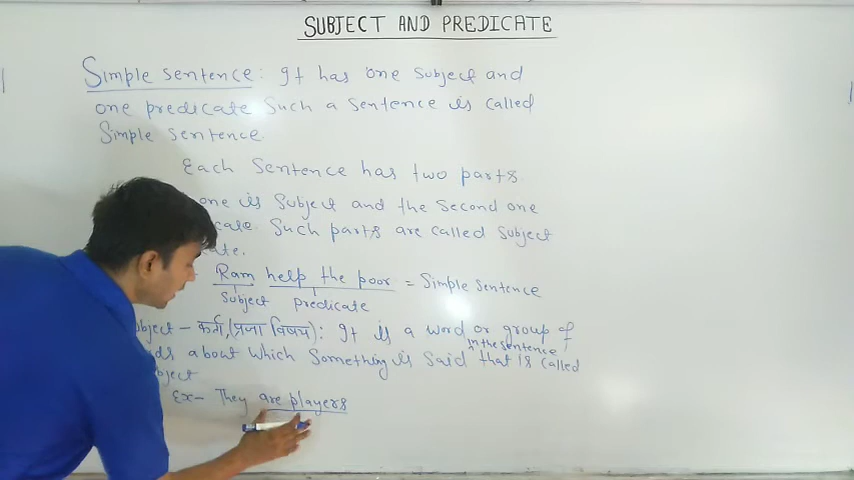 SUBJECT AND PREDICATE
Simple sentence: It has one subject and
one predicate such a sentence is called
Simple sentence.
Each sentence has two parts.
one is subject and the second one
Such parts are called subject
Ram help the poor = Simple sentence
subject predicate
- कर्ता, (प्रजा विषय): It is a word or group of
in the sentence
about which something is said that is called
Ex- They are players